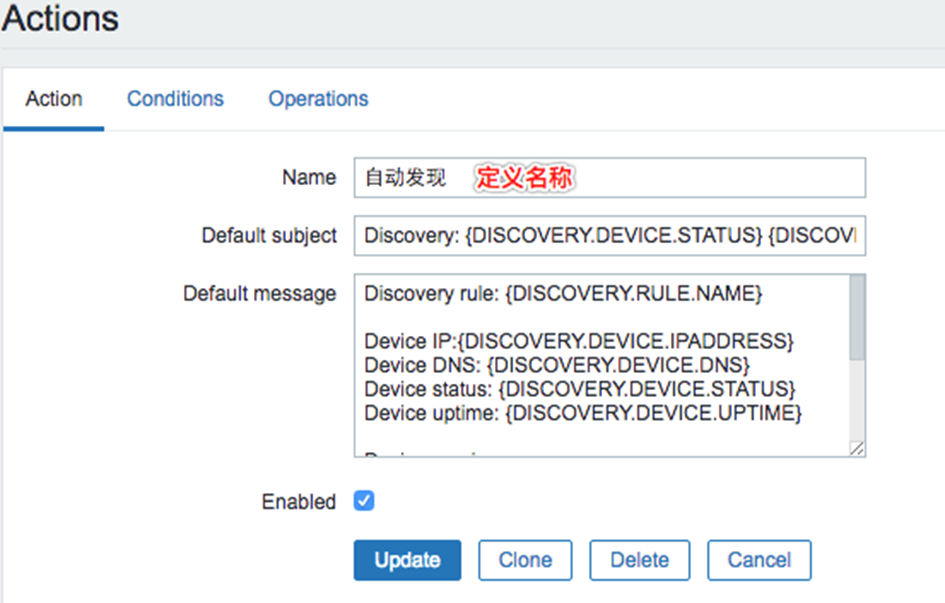 Actions
Action Conditions Operations
Name 自动发现 定义名称
Default subject Discovery: {DISCOVERY.DEVICE.STATUS} {DISCOV
Default message Discovery rule: {DISCOVERY.RULE.NAME}
Device IP:{DISCOVERY.DEVICE.IPADDRESS}
Device DNS: {DISCOVERY.DEVICE.DNS}
Device status: {DISCOVERY.DEVICE.STATUS}
Device uptime: {DISCOVERY.DEVICE.UPTIME}
Enabled
Update Clone Delete Cancel